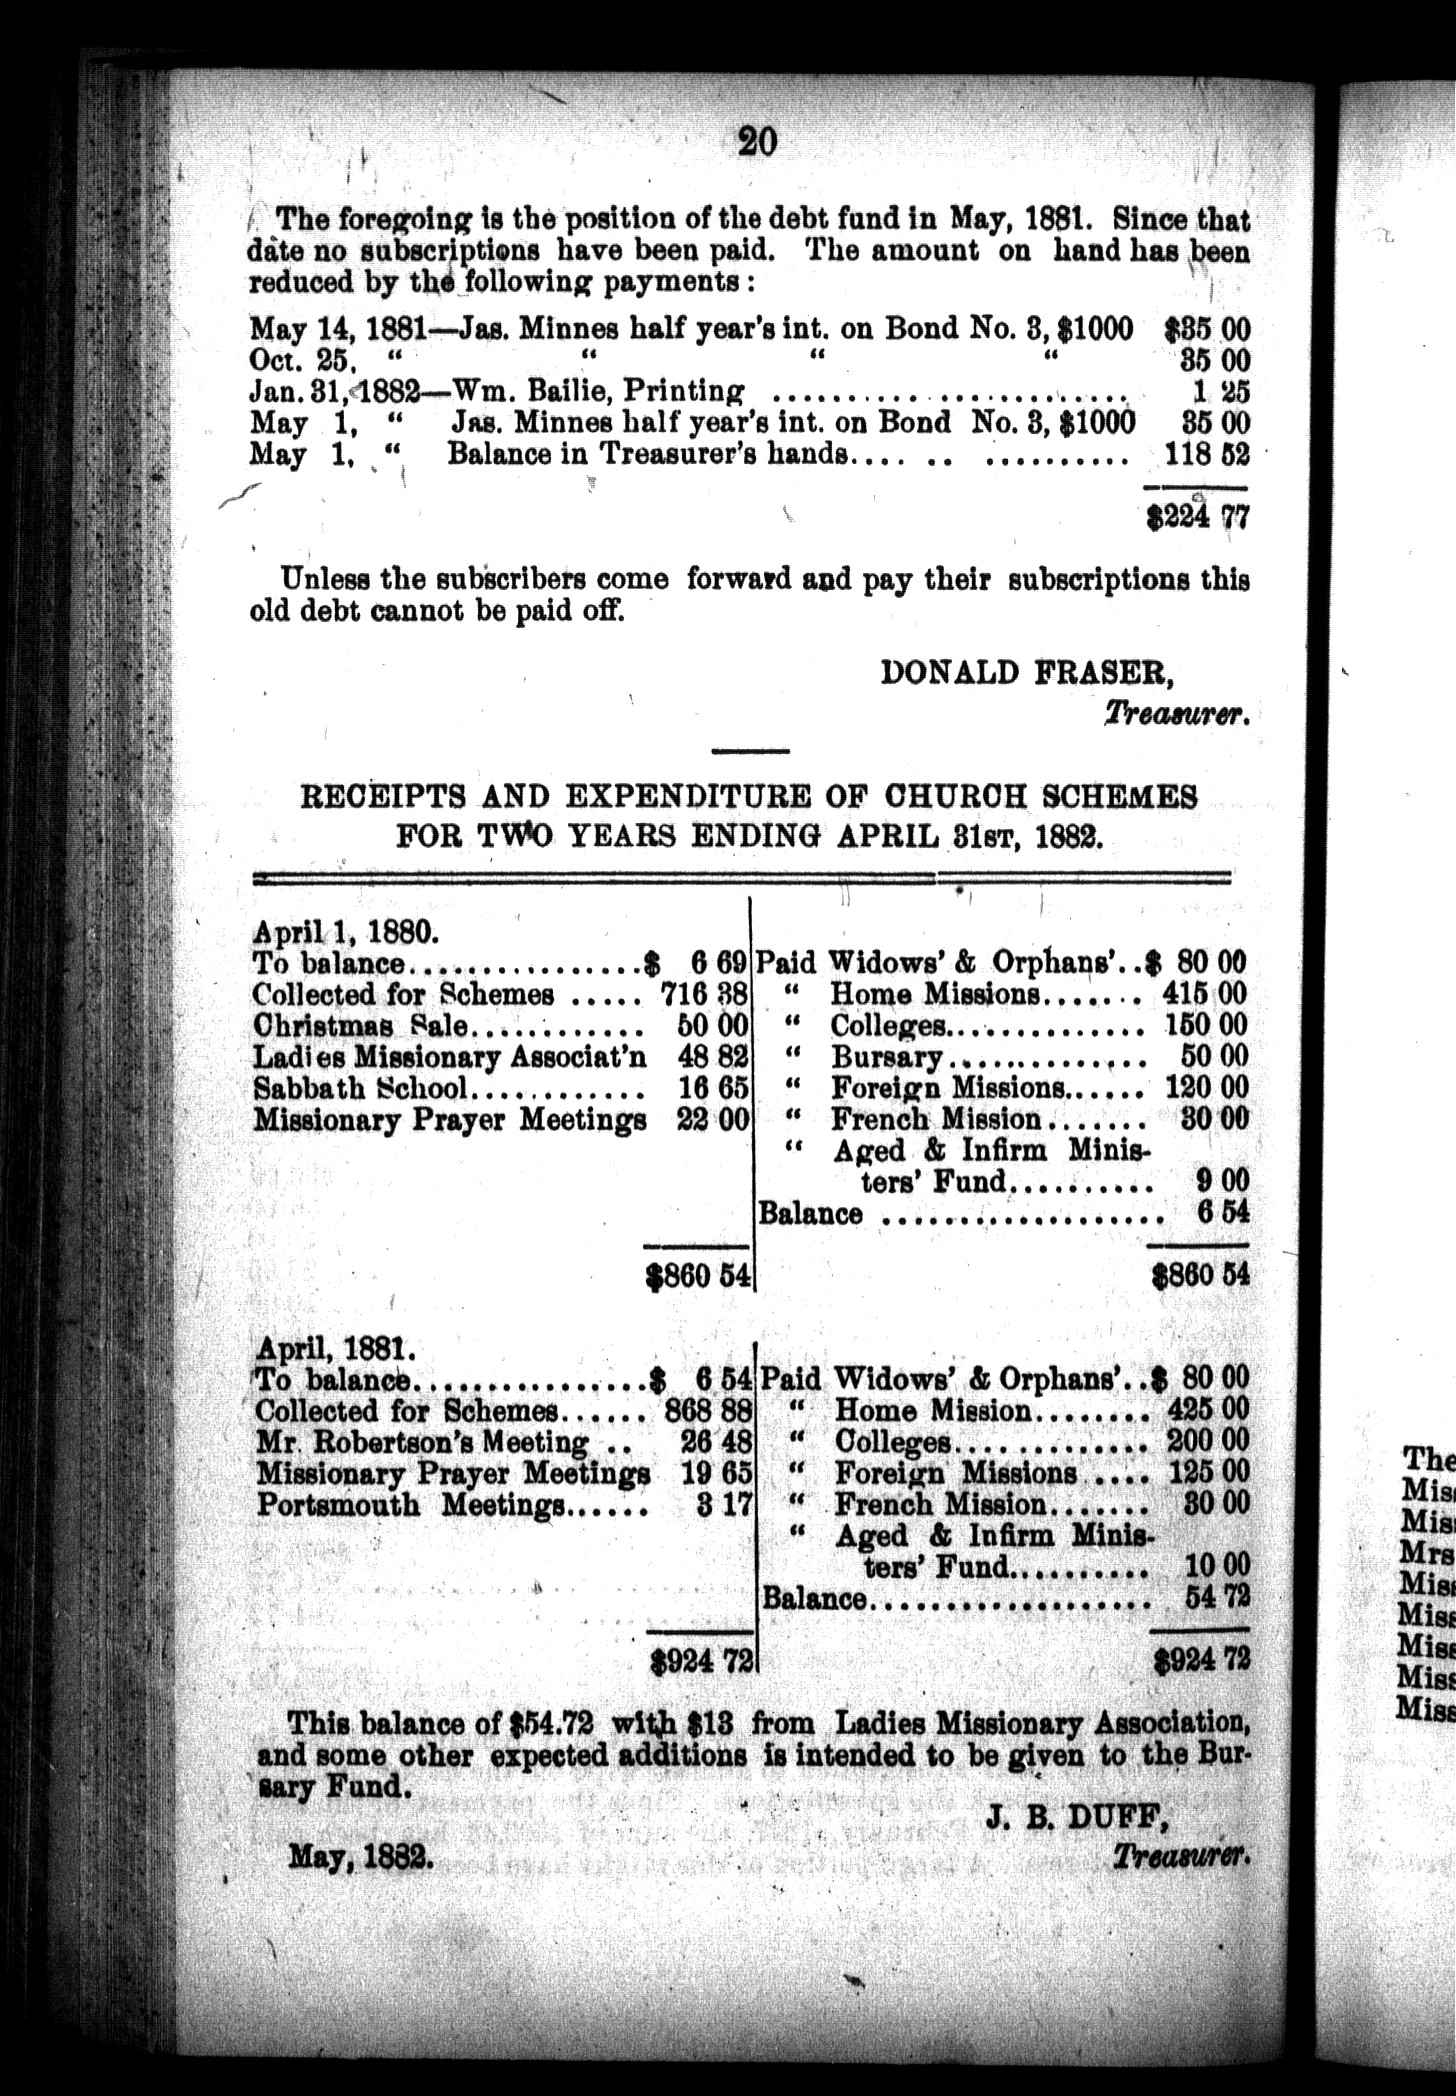 20
The foregoing is the position of the debt fund in May, 1881. Since that
date no subscriptions have been paid. The amount on hand has been
reduced by the following payments:
May 14, 1881—Jas. Minnes half year's int. on Bond No. 3, $1000 $35 00
Oct. 25, “ “ “ “ 35 00
Jan. 31, 1882—Wm. Bailie, Printing ........................ 1 25
May 1, “ Jas. Minnes half year's int. on Bond No. 3, $1000 35 00
May 1, “ Balance in Treasurer's hands.... .. .......... 118 52
$224 77
Unless the subscribers come forward and pay their subscriptions this
old debt cannot be paid off.
DONALD FRASER,
Treasurer.
RECEIPTS AND EXPENDITURE OF CHURCH SCHEMES
FOR TWO YEARS ENDING APRIL 31ST, 1882.
April 1, 1880.
To balance................$ 6 69 Paid Widows' & Orphans'..$ 80 00
Collected for Schemes ..... 716 38 “ Home Missions....... 415 00
Christmas Sale............ 50 00 “ Colleges.............. 150 00
Ladies Missionary Associat'n 48 82 “ Bursary.............. 50 00
Sabbath School............ 16 65 “ Foreign Missions...... 120 00
Missionary Prayer Meetings 22 00 “ French Mission....... 30 00
“ Aged & Infirm Minis-
ters' Fund.......... 9 00
Balance ................... 6 54
$860 54 $860 54
April, 1881.
To balance................$ 6 54 Paid Widows' & Orphans'..$ 80 00
Collected for Schemes...... 868 88 “ Home Mission........ 425 00
Mr. Robertson's Meeting .. 26 48 “ Colleges.............. 200 00
Missionary Prayer Meetings 19 65 “ Foreign Missions .... 125 00
Portsmouth Meetings...... 3 17 “ French Mission....... 30 00
“ Aged & Infirm Minis-
ters' Fund.......... 10 00
Balance................... 54 72
$924 72 $924 72
This balance of $54.72 with $13 from Ladies Missionary Association,
and some other expected additions is intended to be given to the Bur-
sary Fund.
J. B. DUFF,
May, 1882. Treasurer.
The
Mis
Mis
Mrs
Miss
Miss
Miss
Miss
Miss